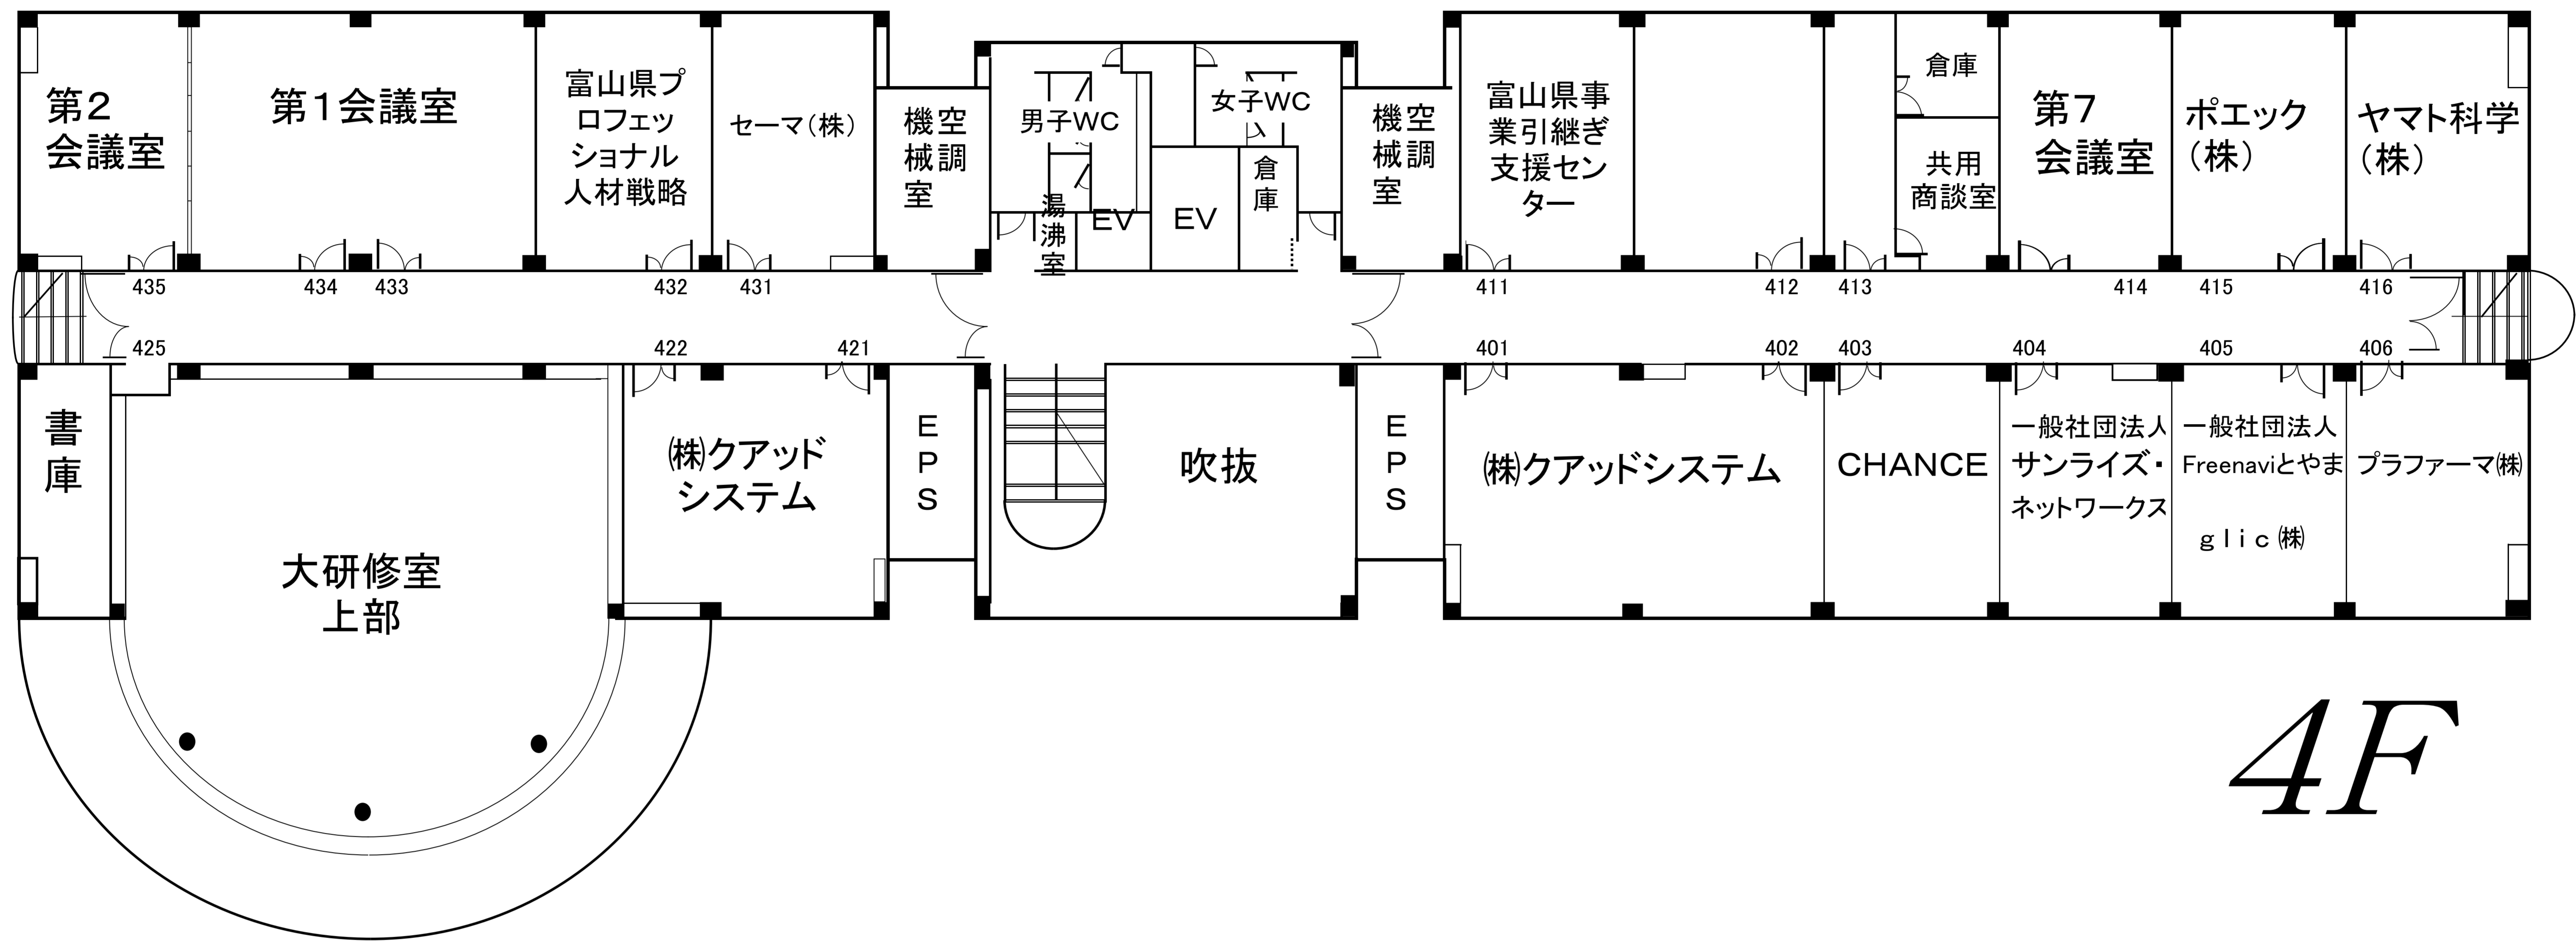 第２
会議室
第１会議室
富山県プ
ロフェッ
ショナル
人材戦略
セーマ（株）
空調
機械室
男子WC
湯沸室
EV
EV
女子WC
倉庫
空調
機械室
富山県事
業引継ぎ
支援セン
ター
倉庫
共用
商談室
第７
会議室
ポエック
（株）
ヤマト科学
（株）
435
434
433
432
431
411
412
413
414
415
416
425
422
421
401
402
403
404
405
406
書庫
大研修室
上部
㈱クアッド
システム
EPS
吹抜
EPS
㈱クアッドシステム
CHANCE
一般社団法人
サンライズ・
ネットワークス
一般社団法人
Freenaviとやま
ｇｌｉｃ㈱
プラファーマ㈱
4F